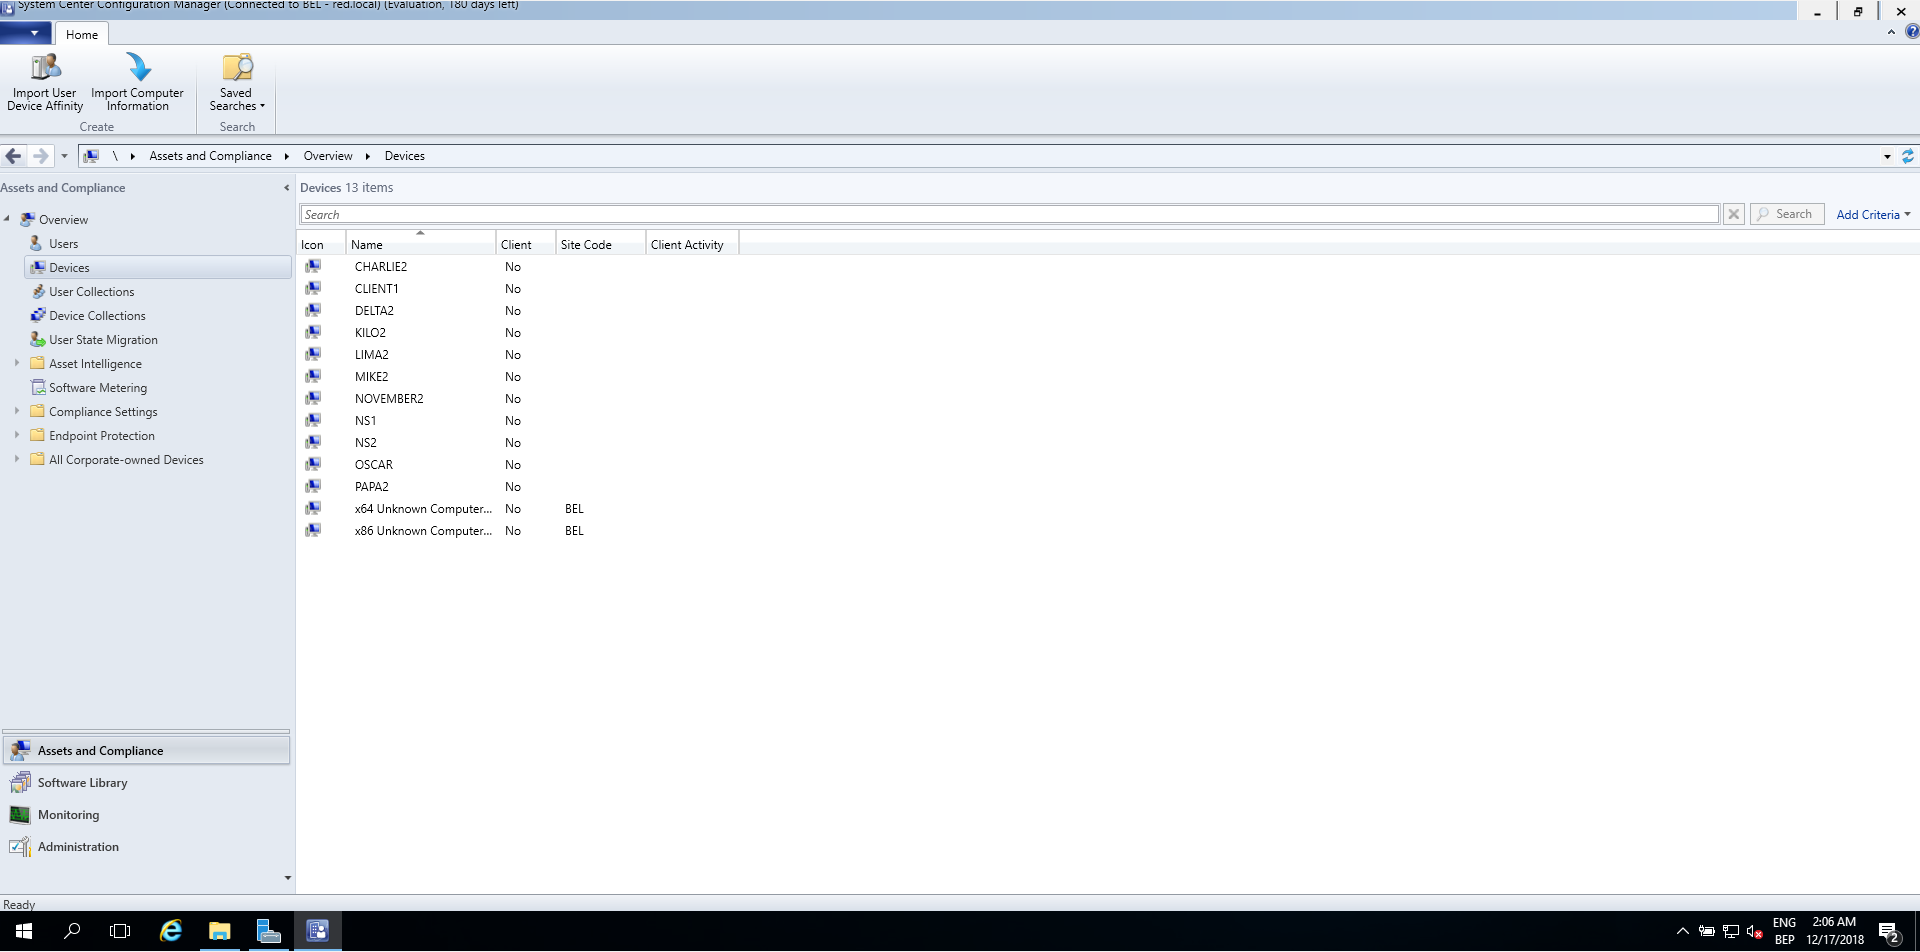 System Center Configuration Manager (Connected to BEL - red.local) (Evaluation, 180 days left)
Home
Import User Device Affinity
Import Computer Information
Saved Searches
Create
Search
\ Assets and Compliance Overview Devices
Assets and Compliance
Overview
Users
Devices
User Collections
Device Collections
User State Migration
Asset Intelligence
Software Metering
Compliance Settings
Endpoint Protection
All Corporate-owned Devices
Assets and Compliance
Software Library
Monitoring
Administration
Devices 13 items
Search
Search
Add Criteria
Icon Name Client Site Code Client Activity
CHARLIE2 No
CLIENT1 No
DELTA2 No
KILO2 No
LIMA2 No
MIKE2 No
NOVEMBER2 No
NS1 No
NS2 No
OSCAR No
PAPA2 No
x64 Unknown Computer... No BEL
x86 Unknown Computer... No BEL
Ready
ENG
BEP
2:06 AM
12/17/2018
2